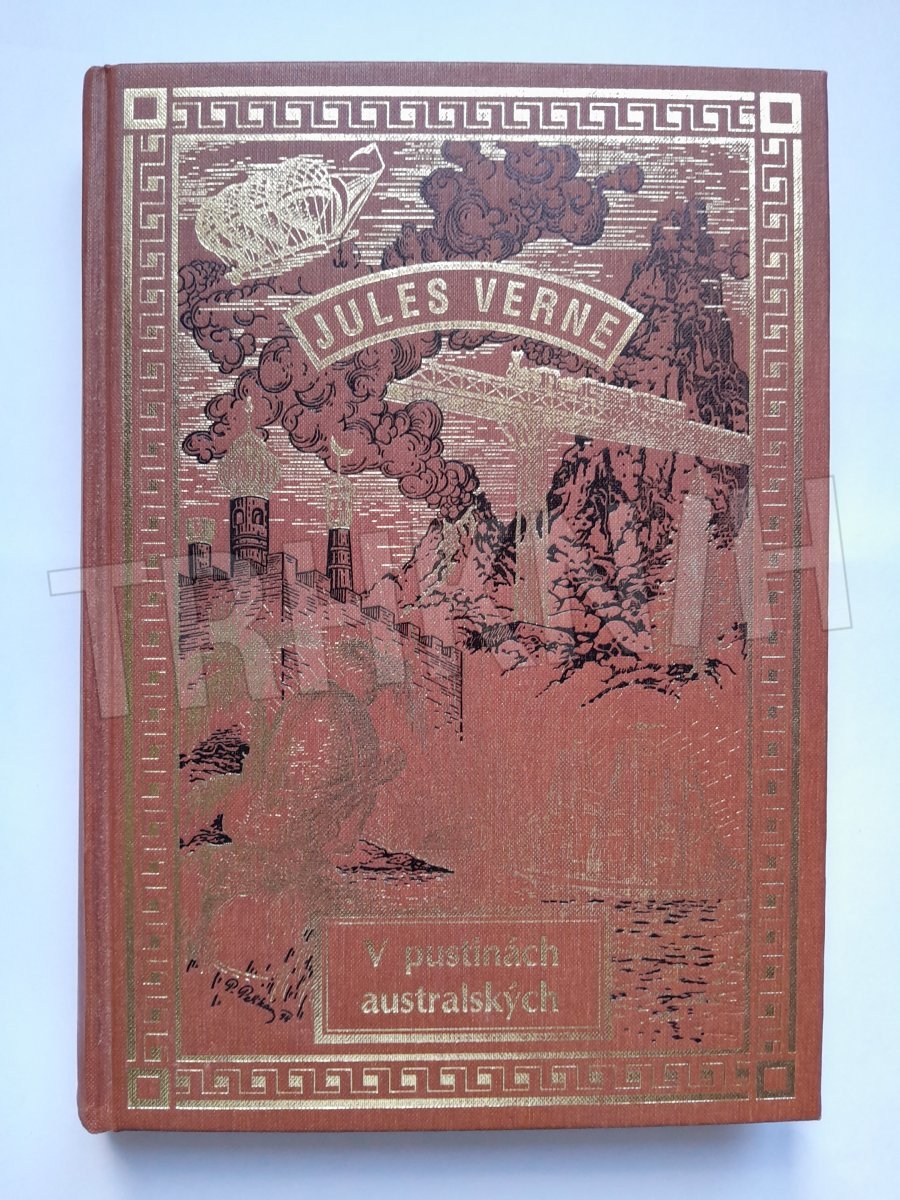 JULES VERNE
V pustinách
australských